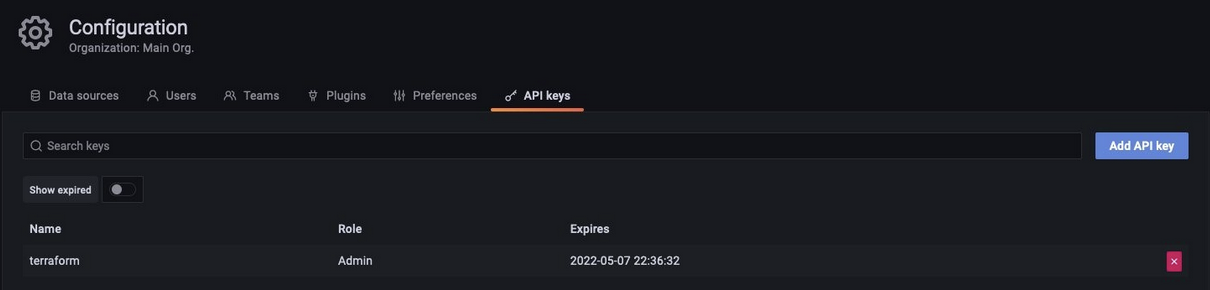 Configuration
Organization: Main Org.
Data sources Users Teams Plugins Preferences API keys
Search keys Add API key
Show expired
Name Role Expires
terraform Admin 2022-05-07 22:36:32